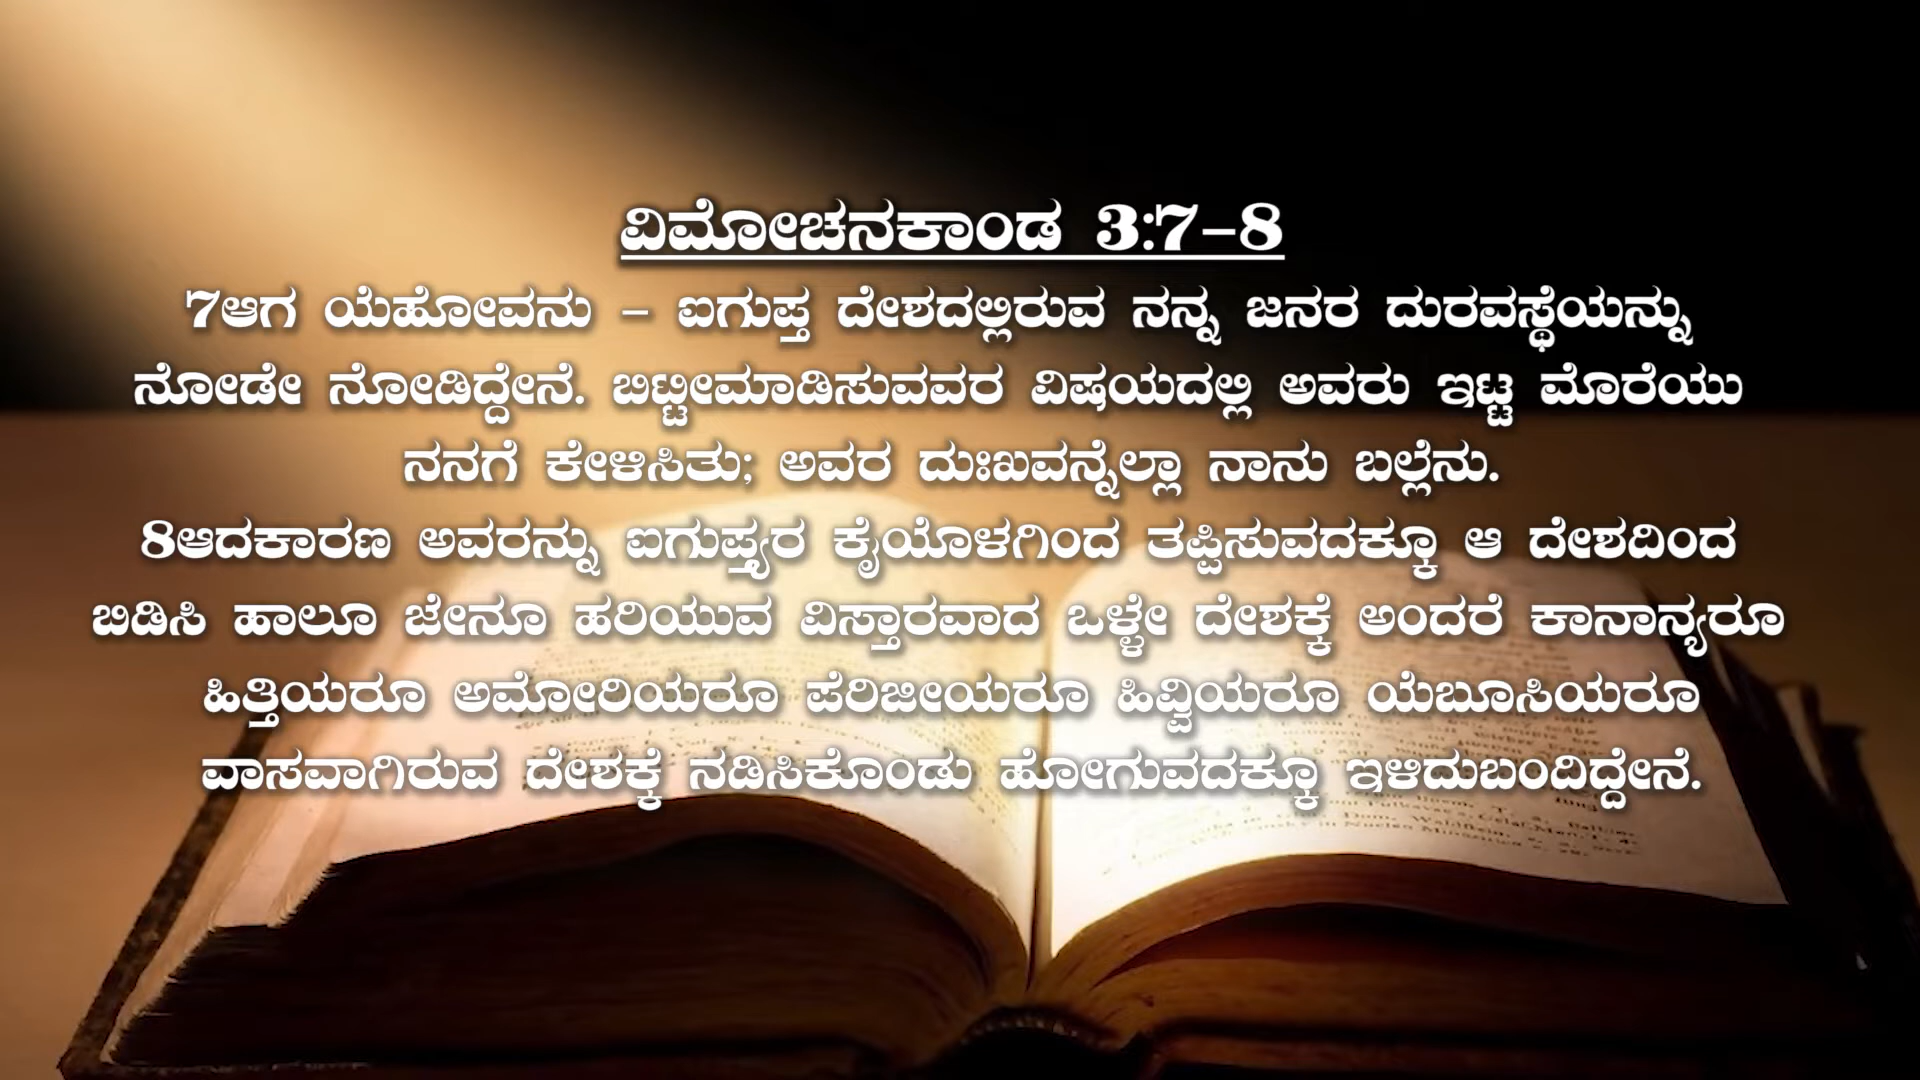 ವಿಮೋಚನಕಾಂಡ 3:7-8
7ಆಗ ಯೆಹೋವನು - ಐಗುಪ್ತ ದೇಶದಲ್ಲಿರುವ ನನ್ನ ಜನರ ದುರವಸ್ಥೆಯನ್ನು
ನೋಡೇ ನೋಡಿದ್ದೇನೆ. ಬಿಟ್ಟೀಮಾಡಿಸುವವರ ವಿಷಯದಲ್ಲಿ ಅವರು ಇಟ್ಟ ಮೊರೆಯು
ನನಗೆ ಕೇಳಿಸಿತು; ಅವರ ದುಃಖವನ್ನೆಲ್ಲಾ ನಾನು ಬಲ್ಲೆನು.
8ಆದಕಾರಣ ಅವರನ್ನು ಐಗುಪ್ತ್ಯರ ಕೈಯೊಳಗಿಂದ ತಪ್ಪಿಸುವದಕ್ಕೂ ಆ ದೇಶದಿಂದ
ಬಿಡಿಸಿ ಹಾಲೂ ಜೇನೂ ಹರಿಯುವ ವಿಸ್ತಾರವಾದ ಒಳ್ಳೇ ದೇಶಕ್ಕೆ ಅಂದರೆ ಕಾನಾನ್ಯರೂ
ಹಿತ್ತಿಯರೂ ಅಮೋರಿಯರೂ ಪೆರಿಜೀಯರೂ ಹಿವ್ವಿಯರೂ ಯೆಬೂಸಿಯರೂ
ವಾಸವಾಗಿರುವ ದೇಶಕ್ಕೆ ನಡಿಸಿಕೊಂಡು ಹೋಗುವದಕ್ಕೂ ಇಳಿದುಬಂದಿದ್ದೇನೆ.